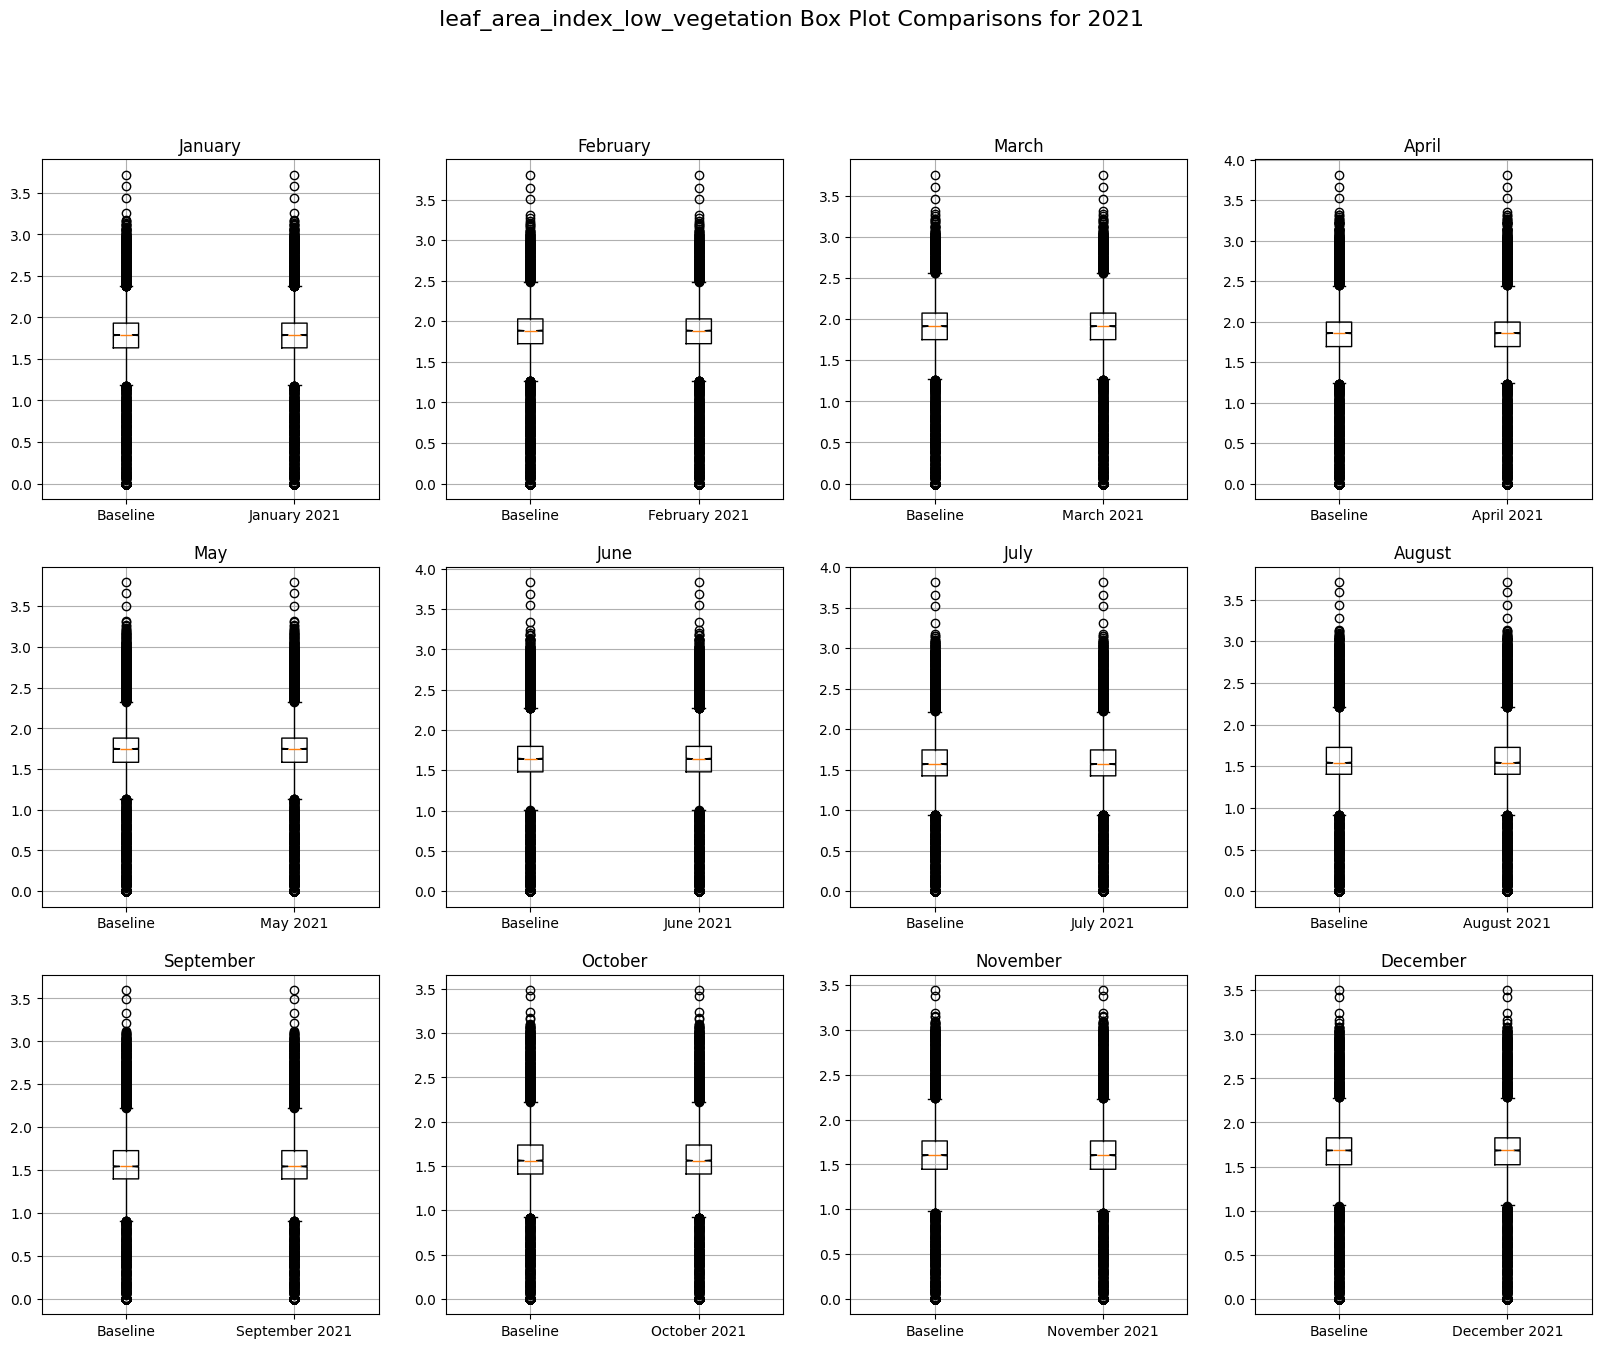 leaf_area_index_low_vegetation Box Plot Comparisons for 2021
January
February
March
April
3.5
3.0
2.5
2.0
1.5
1.0
0.5
0.0
Baseline
January 2021
3.5
3.0
2.5
2.0
1.5
1.0
0.5
0.0
Baseline
February 2021
3.5
3.0
2.5
2.0
1.5
1.0
0.5
0.0
Baseline
March 2021
4.0
3.5
3.0
2.5
2.0
1.5
1.0
0.5
0.0
Baseline
April 2021
May
June
July
August
3.5
3.0
2.5
2.0
1.5
1.0
0.5
0.0
Baseline
May 2021
4.0
3.5
3.0
2.5
2.0
1.5
1.0
0.5
0.0
Baseline
June 2021
4.0
3.5
3.0
2.5
2.0
1.5
1.0
0.5
0.0
Baseline
July 2021
3.5
3.0
2.5
2.0
1.5
1.0
0.5
0.0
Baseline
August 2021
September
October
November
December
3.5
3.0
2.5
2.0
1.5
1.0
0.5
0.0
Baseline
September 2021
3.5
3.0
2.5
2.0
1.5
1.0
0.5
0.0
Baseline
October 2021
3.5
3.0
2.5
2.0
1.5
1.0
0.5
0.0
Baseline
November 2021
3.5
3.0
2.5
2.0
1.5
1.0
0.5
0.0
Baseline
December 2021